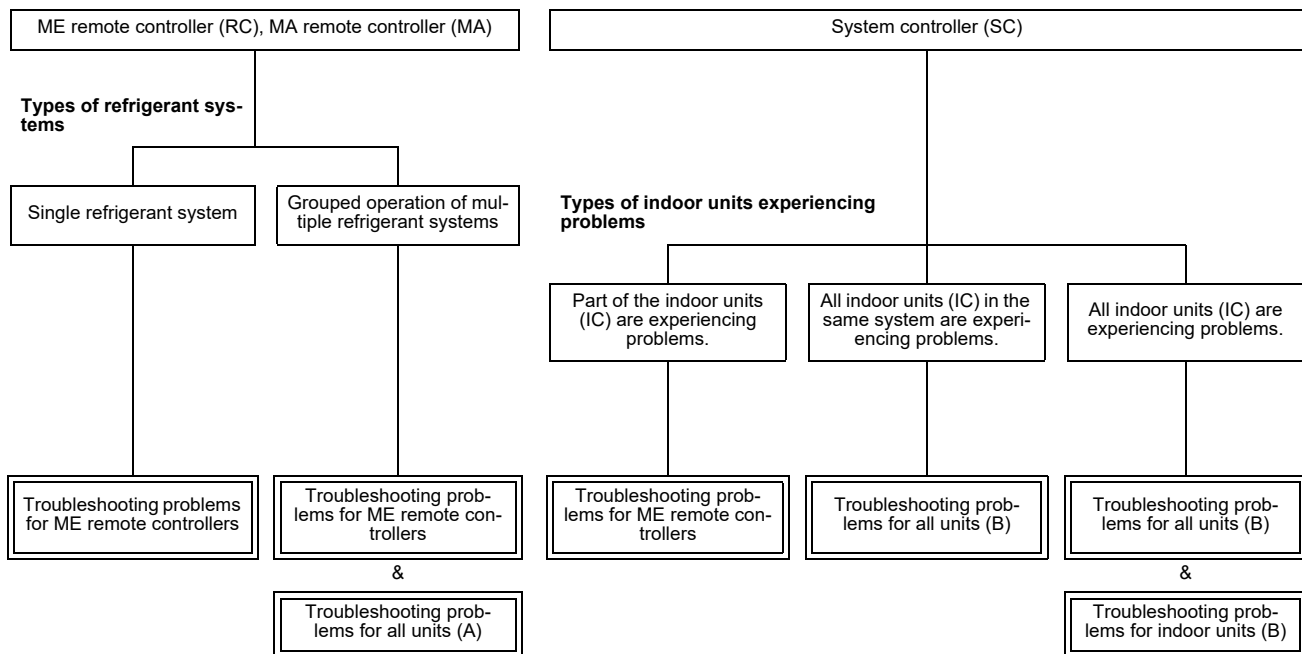 ME remote controller (RC), MA remote controller (MA)
System controller (SC)
Types of refrigerant sys-
tems
Single refrigerant system
Grouped operation of mul-
tiple refrigerant systems
Types of indoor units experiencing
problems
Part of the indoor units
(IC) are experiencing
problems.
All indoor units (IC) in the
same system are experi-
encing problems.
All indoor units (IC) are
experiencing problems.
Troubleshooting problems
for ME remote controllers
Troubleshooting prob-
lems for ME remote con-
trollers
&
Troubleshooting prob-
lems for all units (A)
Troubleshooting prob-
lems for ME remote con-
trollers
Troubleshooting prob-
lems for all units (B)
Troubleshooting prob-
lems for all units (B)
&
Troubleshooting prob-
lems for indoor units (B)